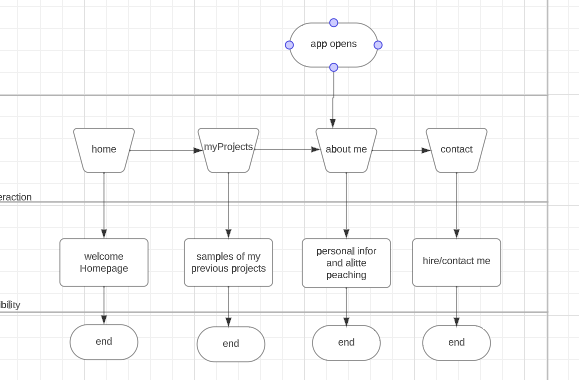 app opens
home
myProjects
about me
contact
eraction
welcome
Homepage
samples of my
previous projects
personal infor
and alitte
peaching
hire/contact me
ibility
end
end
end
end